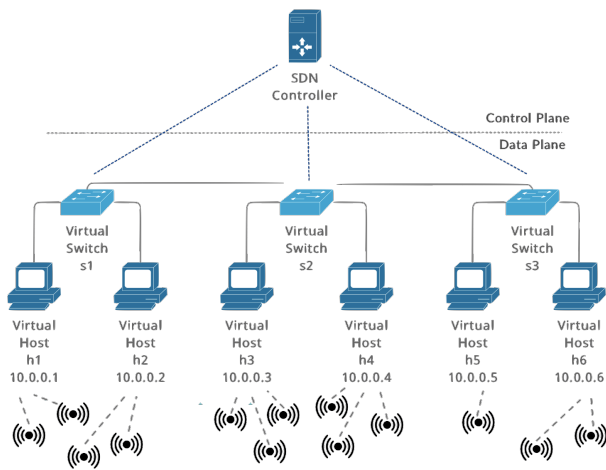 SDN
Controller
Control Plane
Data Plane
Virtual
Switch
s1
Virtual
Switch
s2
Virtual
Switch
s3
Virtual
Host
h1
10.0.0.1
Virtual
Host
h2
10.0.0.2
Virtual
Host
h3
10.0.0.3
Virtual
Host
h4
10.0.0.4
Virtual
Host
h5
10.0.0.5
Virtual
Host
h6
10.0.0.6